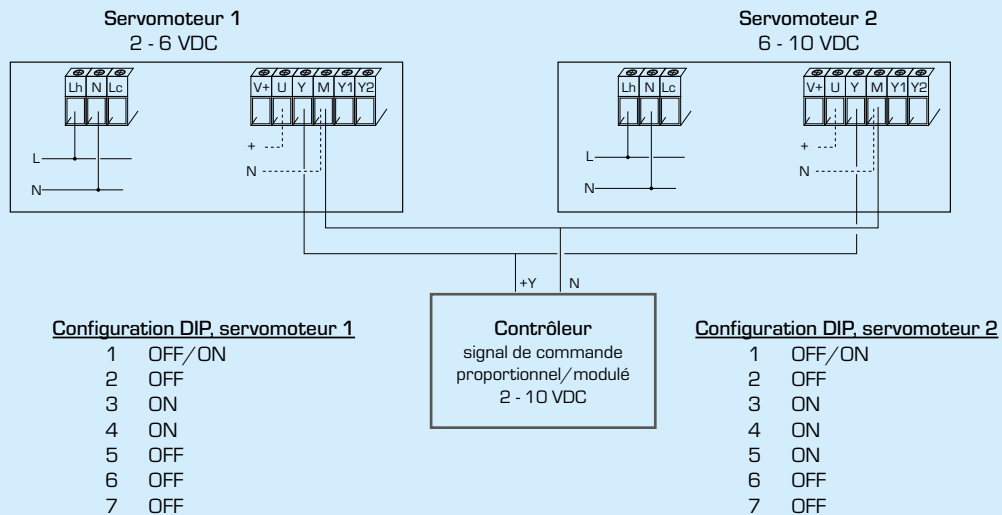 Servomoteur 1
2 - 6 VDC
Lh N Lc
V+ U Y M Y1 Y2
+
L
N
N
Servomoteur 2
6 - 10 VDC
Lh N Lc
V+ U Y M Y1 Y2
+
L
N
N
+Y N
Configuration DIP, servomoteur 1
1 OFF/ON
2 OFF
3 ON
4 ON
5 OFF
6 OFF
7 OFF
Contrôleur
signal de commande
proportionnel/modulé
2 - 10 VDC
Configuration DIP, servomoteur 2
1 OFF/ON
2 OFF
3 ON
4 ON
5 ON
6 OFF
7 OFF